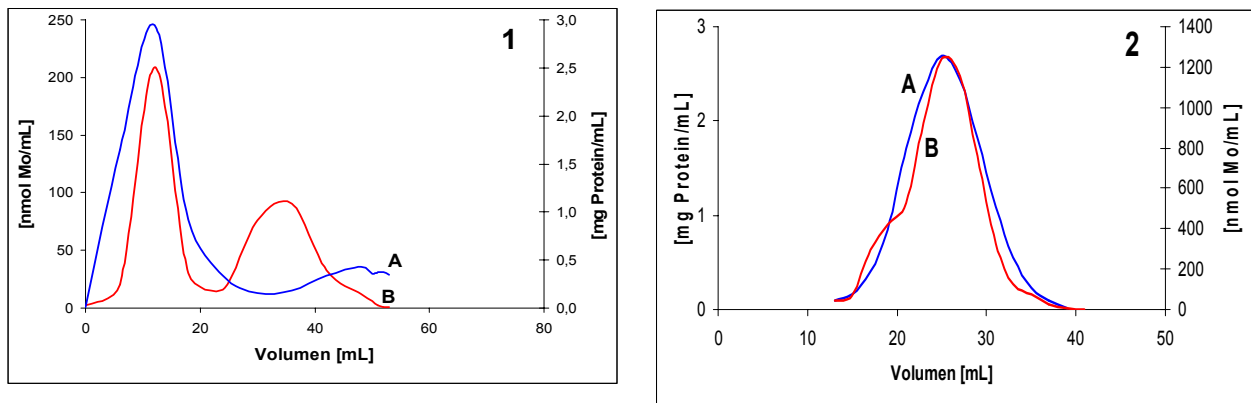 1
250
200
150
100
50
0
[nmol Mo/mL]
3,0
2,5
2,0
1,5
1,0
0,5
0,0
[mg Protein/mL]
A
B
0 20 40 60 80
Volumen [mL]
2
3
2
1
0
[mg Protein/mL]
1400
1200
1000
800
600
400
200
0
[nmol Mo/mL]
A
B
0 10 20 30 40 50
Volumen [mL]